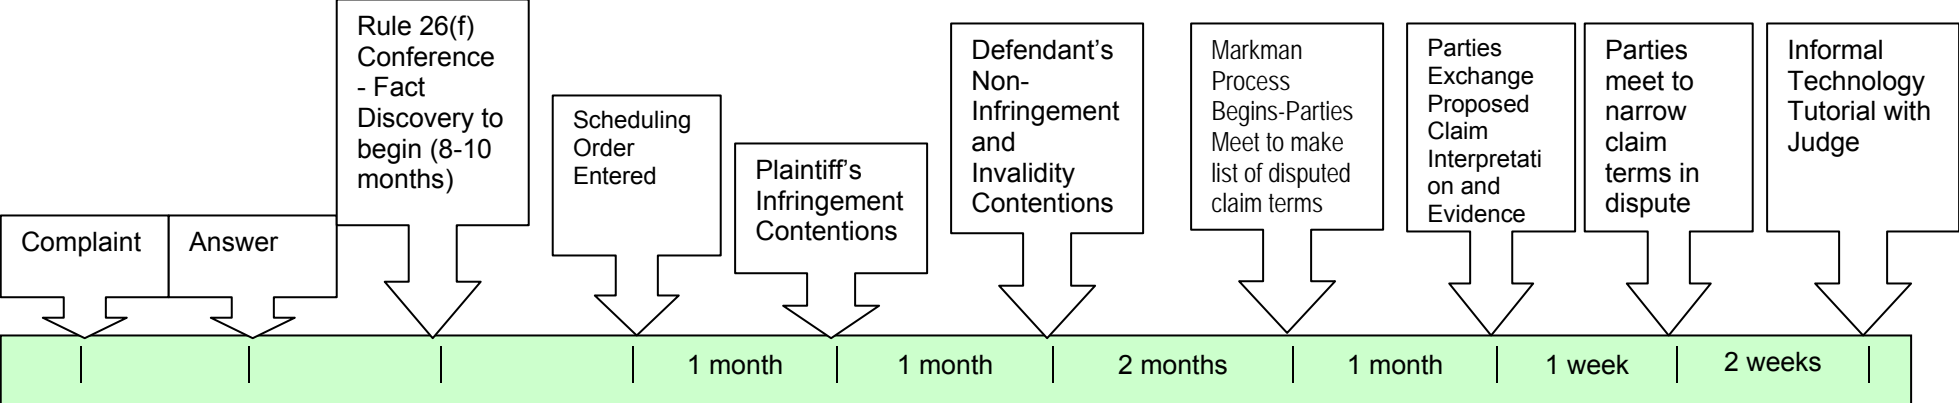 Complaint
Answer
Rule 26(f)
Conference
- Fact
Discovery to
begin (8-10
months)
Scheduling
Order
Entered
Plaintiff’s
Infringement
Contentions
Defendant’s
Non-
Infringement
and
Invalidity
Contentions
Markman
Process
Begins-Parties
Meet to make
list of disputed
claim terms
Parties
Exchange
Proposed
Claim
Interpretati
on and
Evidence
Parties
meet to
narrow
claim
terms in
dispute
Informal
Technology
Tutorial with
Judge
1 month
1 month
2 months
1 month
1 week
2 weeks